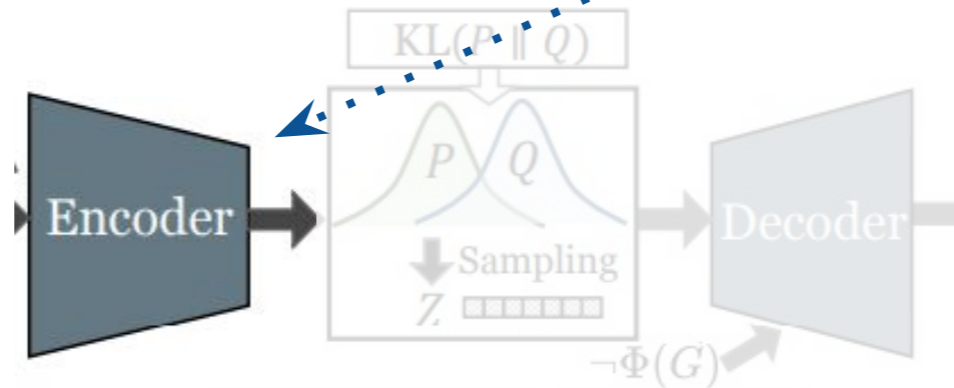 KL(P ∥ Q)
P Q
Encoder
Decoder
Sampling
Z
¬Φ(G)